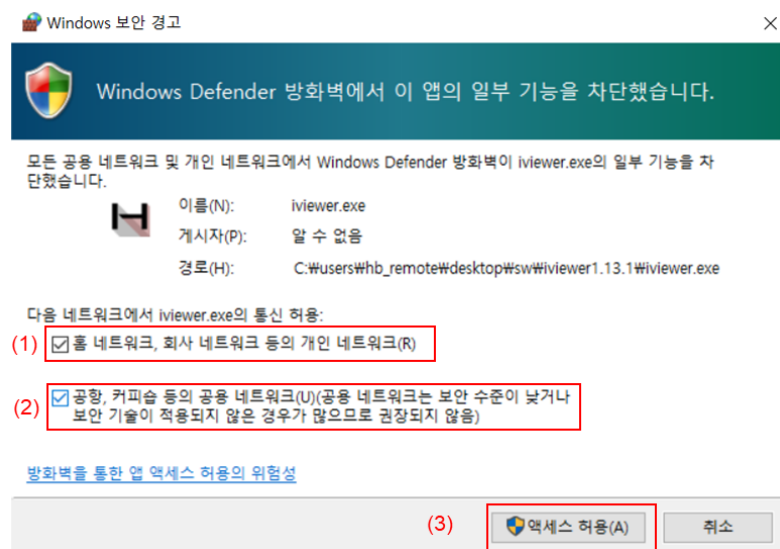 Windows 보안 경고
Windows Defender 방화벽에서 이 앱의 일부 기능을 차단했습니다.
모든 공용 네트워크 및 개인 네트워크에서 Windows Defender 방화벽이 iviewer.exe의 일부 기능을 차
단했습니다.
이름(N): iviewer.exe
게시자(P): 알 수 없음
경로(H): C:₩users₩hb_remote₩desktop₩sw₩iviewer1.13.1₩iviewer.exe
다음 네트워크에서 iviewer.exe의 통신 허용:
(1) 홈 네트워크, 회사 네트워크 등의 개인 네트워크(R)
(2) 공항, 커피숍 등의 공용 네트워크(U)(공용 네트워크는 보안 수준이 낮거나
보안 기술이 적용되지 않은 경우가 많으므로 권장되지 않음)
방화벽을 통한 앱 액세스 허용의 위험성
(3) 액세스 허용(A) 취소